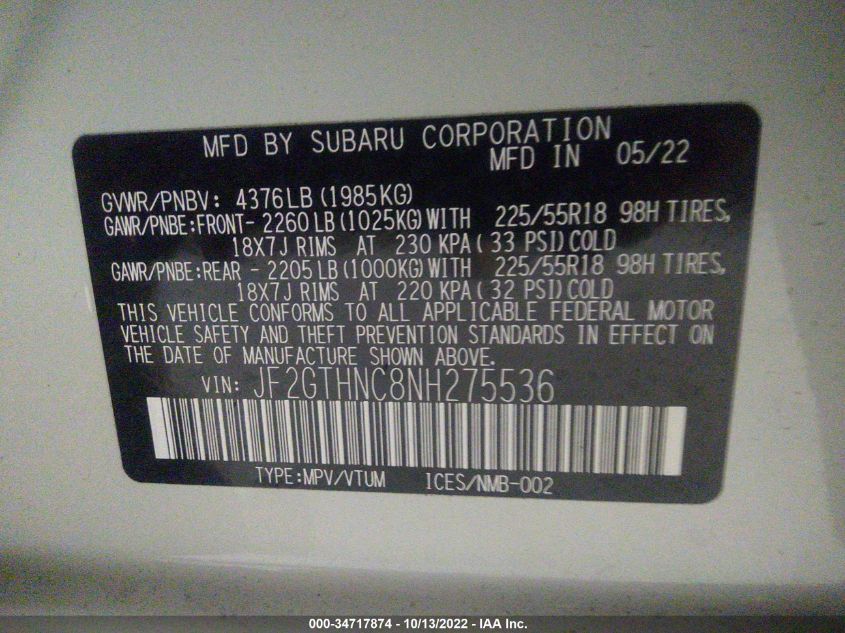 MFD BY SUBARU CORPORATION
MFD IN 05/22
GVWR/PNBV: 4376LB (1985KG)
GAWR/PNBE:FRONT- 2260 LB (1025KG) WITH 225/55R18 98H TIRES,
18X7J RIMS AT 230 KPA ( 33 PSI) COLD
GAWR/PNBE:REAR - 2205 LB (1000KG) WITH 225/55R18 98H TIRES,
18X7J RIMS AT 220 KPA ( 32 PSI) COLD
THIS VEHICLE CONFORMS TO ALL APPLICABLE FEDERAL MOTOR
VEHICLE SAFETY AND THEFT PREVENTION STANDARDS IN EFFECT ON
THE DATE OF MANUFACTURE SHOWN ABOVE.
VIN: JF2GTHNC8NH275536
TYPE:MPV/VTUM ICES/NMB-002
000-34717874 - 10/13/2022 - IAA Inc.